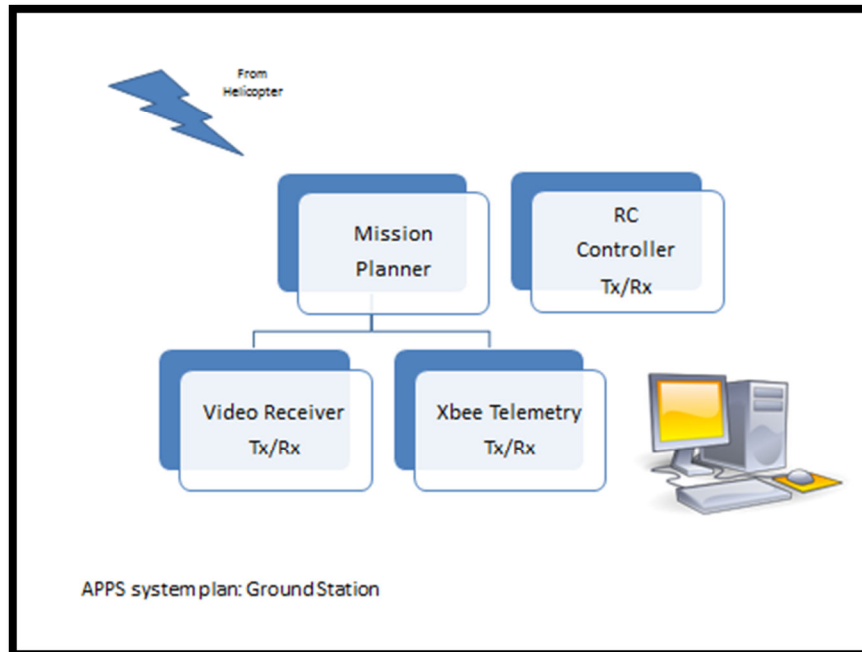 From
Helicopter
Mission
Planner
RC
Controller
Tx/Rx
Video Receiver
Tx/Rx
Xbee Telemetry
Tx/Rx
APPS system plan: Ground Station